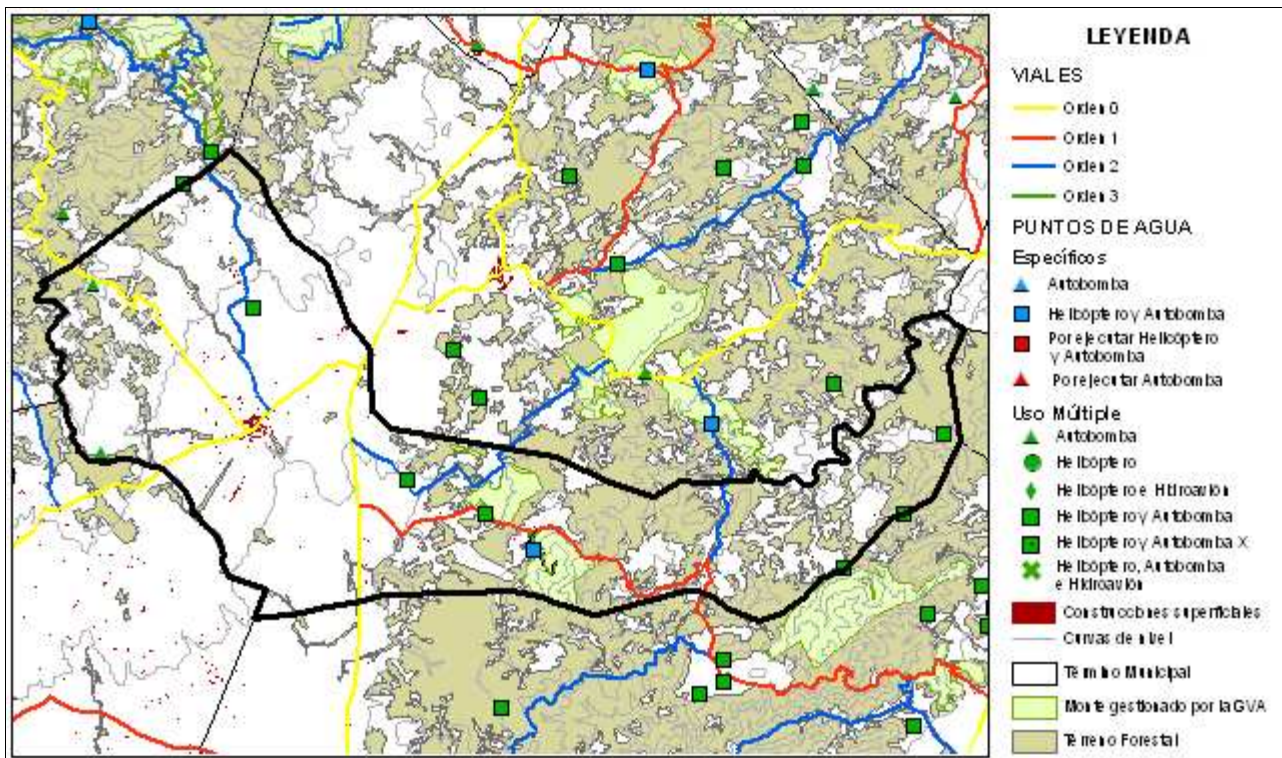 LEYENDA
VIALES
Orden 0
Orden 1
Orden 2
Orden 3
PUNTOS DE AGUA
Específicos
Autobomba
Helicóptero y Autobomba
Por ejecutar Helicóptero
y Autobomba
Por ejecutar Autobomba
Uso Múltiple
Autobomba
Helicóptero
Helicóptero e Hidroavión
Helicóptero y Autobomba
Helicóptero y Autobomba X
Helicóptero, Autobomba
e Hidroavión
Construcciones superficiales
Curvas de nivel
Término Municipal
Monte gestionado por la GVA
Terreno Forestal